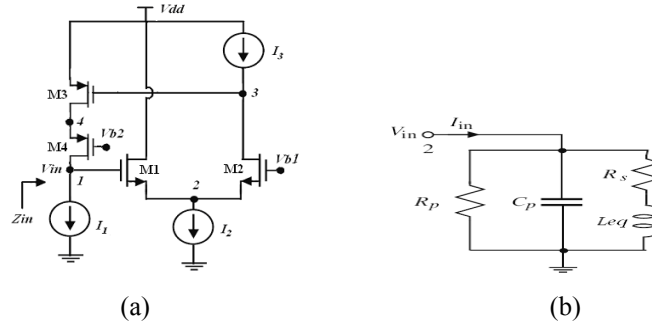 Vdd
I3
M3
3
4
M4
Vb2
Vin
M1
M2
Vb1
1
2
Zin
I1
I2
(a)
Vin
Iin
2
Rp
Cp
Rs
Leq
(b)